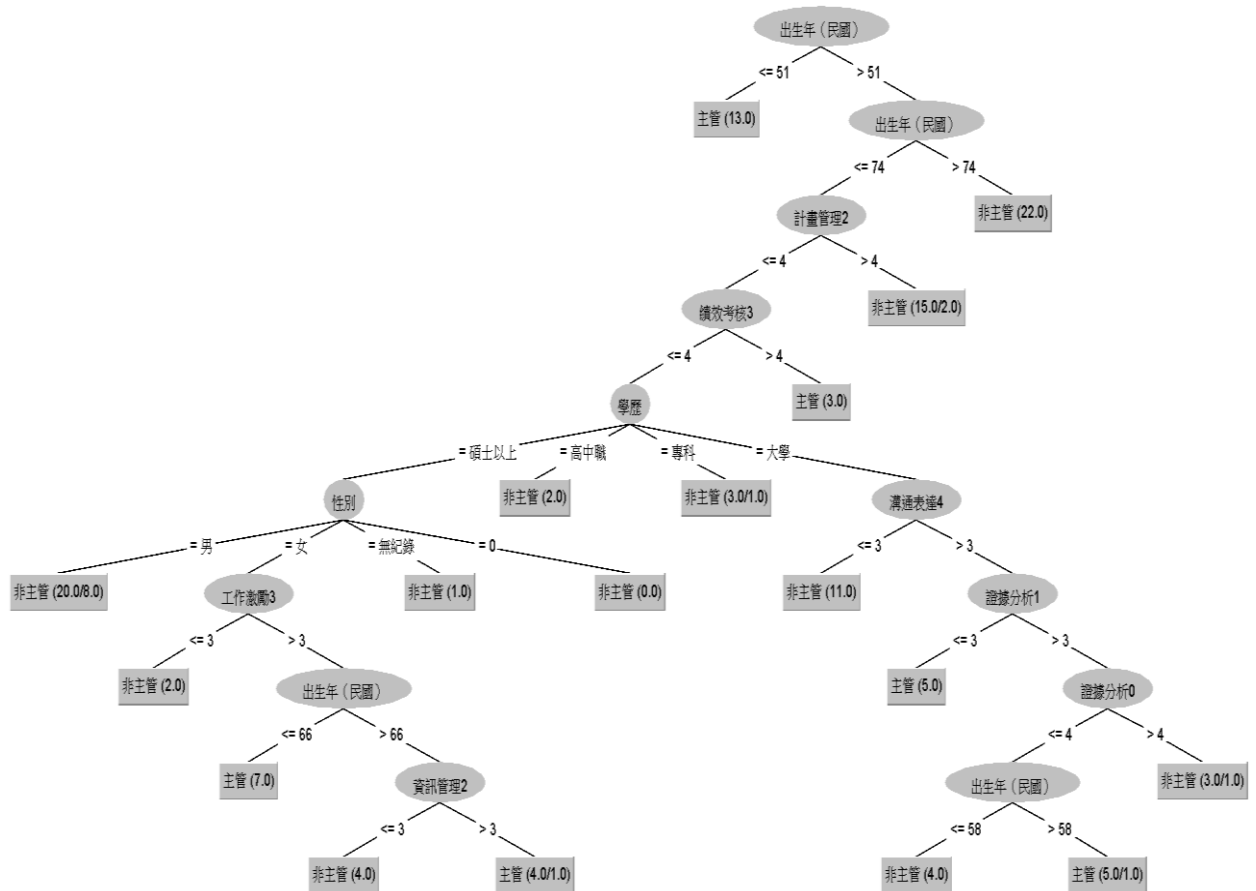 出生年（民國）
<= 51
> 51
主管 (13.0)
出生年（民國）
<= 74
> 74
計畫管理2
非主管 (22.0)
<= 4
> 4
績效考核3
非主管 (15.0/2.0)
<= 4
> 4
學歷
主管 (3.0)
= 碩士以上
= 高中職
= 專科
= 大學
性別
非主管 (2.0)
非主管 (3.0/1.0)
溝通表達4
= 男
= 女
= 無紀錄
= 0
<= 3
> 3
非主管 (20.0/8.0)
工作激勵3
非主管 (1.0)
非主管 (0.0)
非主管 (11.0)
證據分析1
<= 3
> 3
<= 3
> 3
非主管 (2.0)
出生年（民國）
主管 (5.0)
證據分析0
<= 66
> 66
<= 4
> 4
主管 (7.0)
資訊管理2
出生年（民國）
非主管 (3.0/1.0)
<= 3
> 3
<= 58
> 58
非主管 (4.0)
主管 (4.0/1.0)
非主管 (4.0)
主管 (5.0/1.0)